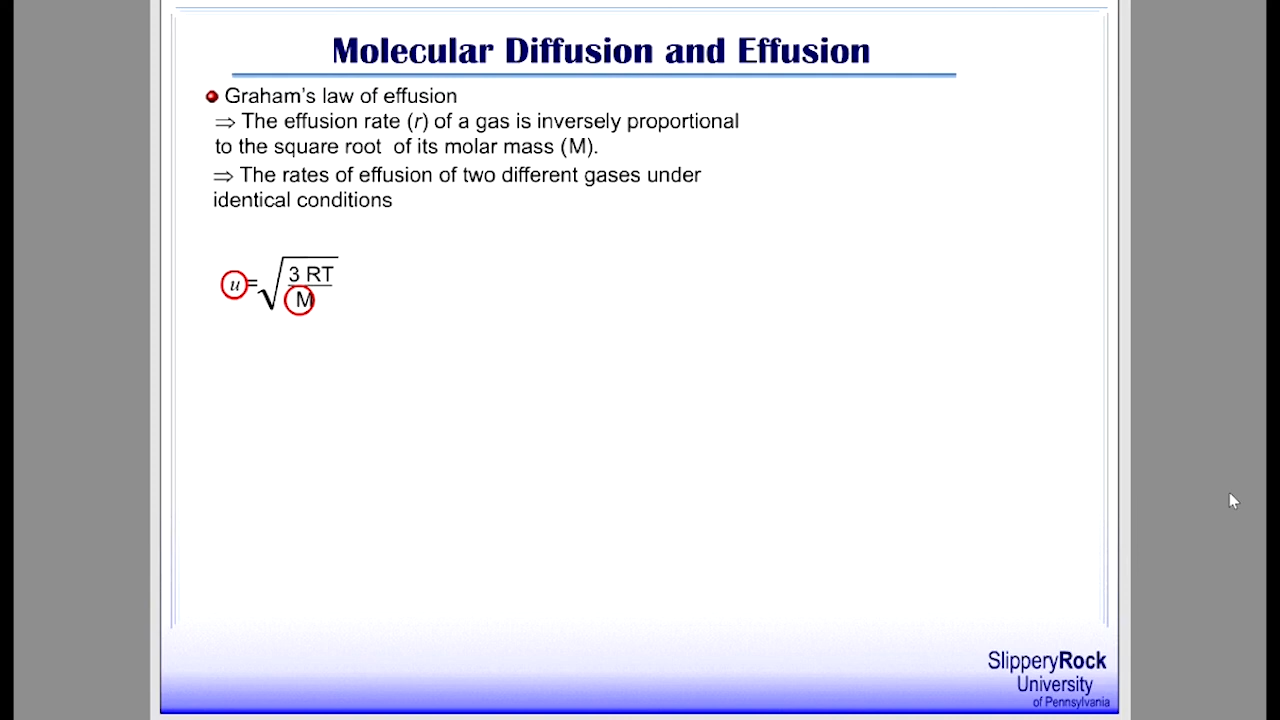 Molecular Diffusion and Effusion
Graham's law of effusion
⇒ The effusion rate (r) of a gas is inversely proportional
to the square root of its molar mass (M).
⇒ The rates of effusion of two different gases under
identical conditions
u = √(3 RT / M)
SlipperyRock
University
of Pennsylvania